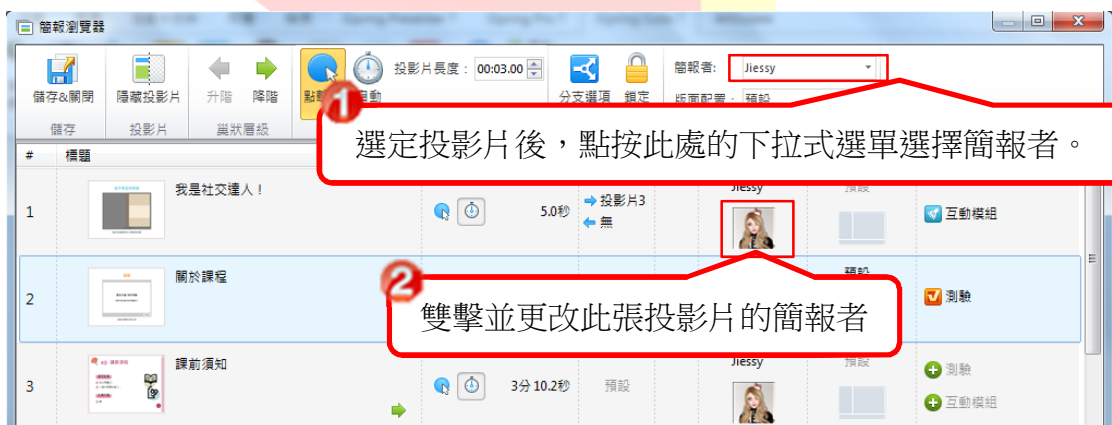 簡報瀏覽器
投影片長度： 00:03.00
簡報者: Jiessy
儲存&關閉 隱藏投影片 升階 降階 分支選項 鎖定 版面配置： 預設
儲存 投影片 巢狀層級
1
選定投影片後，點按此處的下拉式選單選擇簡報者。
# 標題
1 我是社交達人！ 5.0秒 投影片3 無 Jiessy 預設 互動模組
2 關於課程 預設 測驗
2
雙擊並更改此張投影片的簡報者
3 課前須知 3分 10.2秒 預設 Jiessy 預設 測驗
互動模組